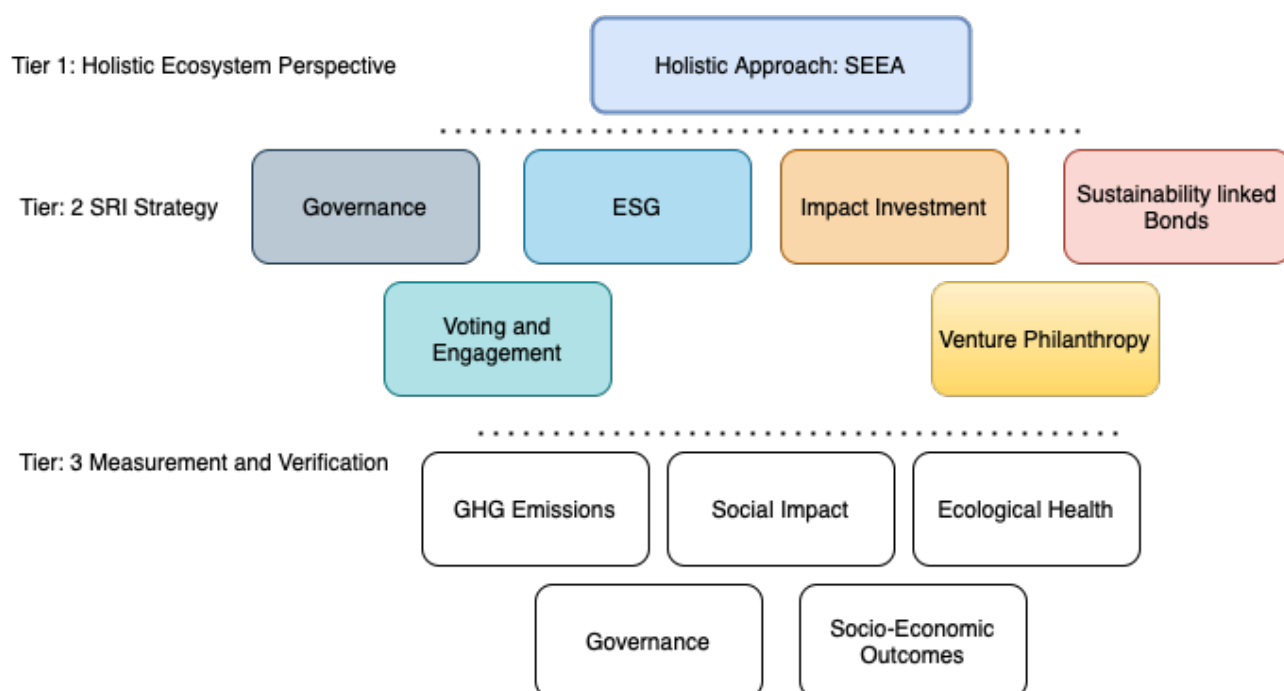 Tier 1: Holistic Ecosystem Perspective
Holistic Approach: SEEA
Tier: 2 SRI Strategy
Governance
ESG
Impact Investment
Sustainability linked
Bonds
Voting and
Engagement
Venture Philanthropy
Tier: 3 Measurement and Verification
GHG Emissions
Social Impact
Ecological Health
Governance
Socio-Economic
Outcomes